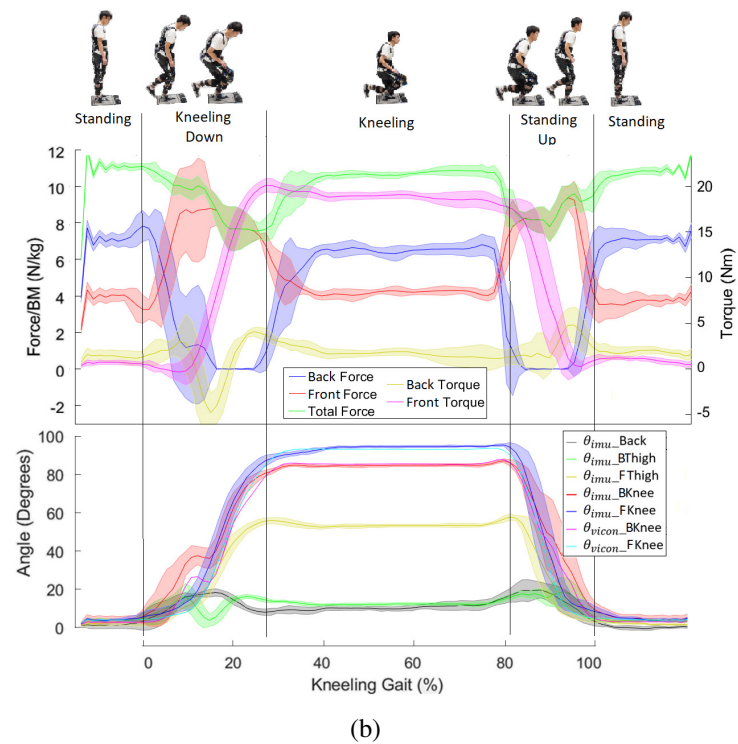 Standing Kneeling Down Kneeling Standing Up Standing
Force/BM (N/kg)
12
10
8
6
4
2
0
-2
Torque (Nm)
20
15
10
5
0
-5
Back Force
Front Force
Total Force
Back Torque
Front Torque
Angle (Degrees)
100
80
60
40
20
0
θimu_Back
θimu_BThigh
θimu_FThigh
θimu_BKnee
θimu_FKnee
θvicon_BKnee
θvicon_FKnee
0 20 40 60 80 100
Kneeling Gait (%)
(b)